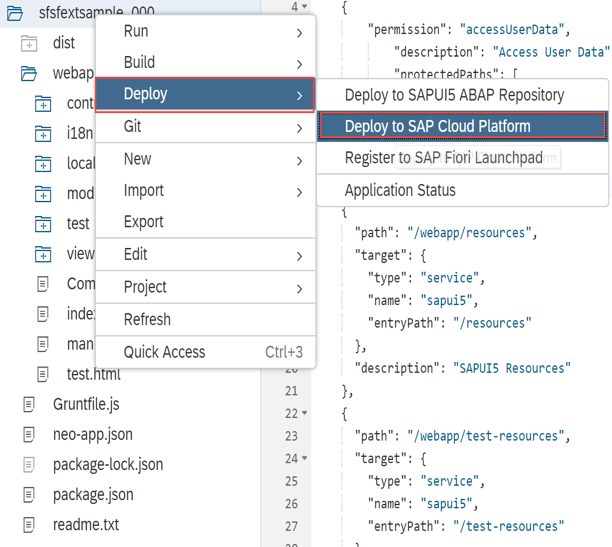 sfsfextsample_000
dist
webap
cont
i18n
local
mod
test
view
Com
inde
man
test.html
Gruntfile.js
neo-app.json
package-lock.json
package.json
readme.txt
Run
Build
Deploy
Git
New
Import
Export
Edit
Project
Refresh
Quick Access Ctrl+3
Deploy to SAPUI5 ABAP Repository
Deploy to SAP Cloud Platform
Register to SAP Fiori Launchpad
Application Status
4 {
"permission": "accessUserData",
"description": "Access User Data"
"protectedPaths": [
{
"path": "/webapp/resources",
"target": {
"type": "service",
"name": "sapui5",
"entryPath": "/resources"
},
20 "description": "SAPUI5 Resources"
21 },
22 {
23 "path": "/webapp/test-resources",
24 "target": {
25 "type": "service",
26 "name": "sapui5",
27 "entryPath": "/test-resources"
28 }